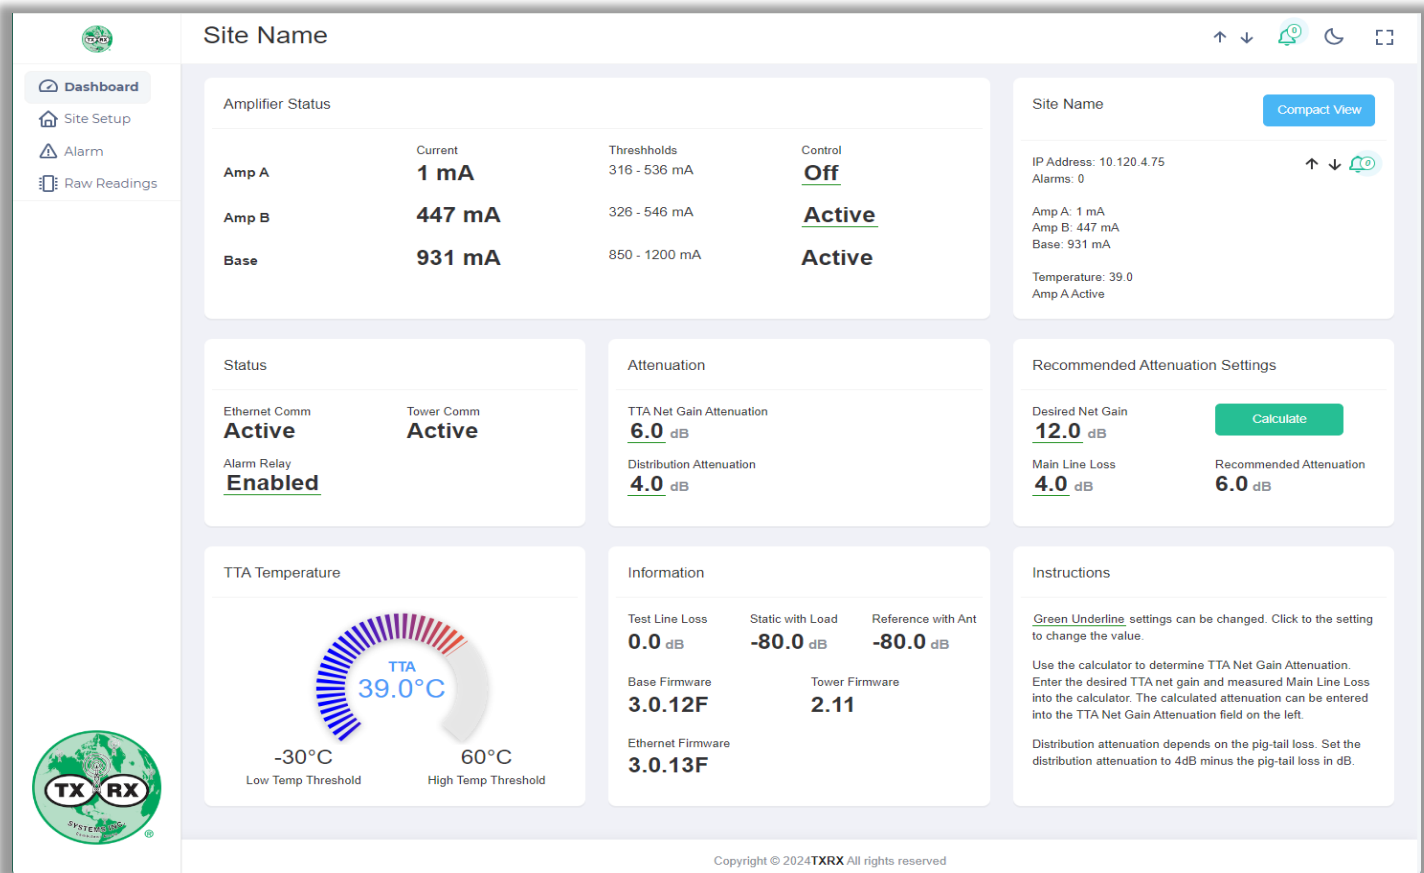 Site Name
0
TXRX
Dashboard
Site Setup
Alarm
Raw Readings
Amplifier Status
Current
Threshholds
Control
Amp A
1 mA
316 - 536 mA
Off
Amp B
447 mA
326 - 546 mA
Active
Base
931 mA
850 - 1200 mA
Active
Site Name
Compact View
IP Address: 10.120.4.75
0
Alarms: 0
Amp A: 1 mA
Amp B: 447 mA
Base: 931 mA
Temperature: 39.0
Amp A Active
Status
Ethernet Comm
Tower Comm
Active
Active
Alarm Relay
Enabled
Attenuation
TTA Net Gain Attenuation
6.0 dB
Distribution Attenuation
4.0 dB
Recommended Attenuation Settings
Desired Net Gain
12.0 dB
Calculate
Main Line Loss
Recommended Attenuation
4.0 dB
6.0 dB
TTA Temperature
TTA
39.0°C
-30°C
60°C
Low Temp Threshold
High Temp Threshold
Information
Test Line Loss
Static with Load
Reference with Ant
0.0 dB
-80.0 dB
-80.0 dB
Base Firmware
Tower Firmware
3.0.12F
2.11
Ethernet Firmware
3.0.13F
Instructions
Green Underline settings can be changed. Click to the setting
to change the value.
Use the calculator to determine TTA Net Gain Attenuation.
Enter the desired TTA net gain and measured Main Line Loss
into the calculator. The calculated attenuation can be entered
into the TTA Net Gain Attenuation field on the left.
Distribution attenuation depends on the pig-tail loss. Set the
distribution attenuation to 4dB minus the pig-tail loss in dB.
TX RX
SYSTEMS INC.
®
Copyright © 2024TXRX All rights reserved